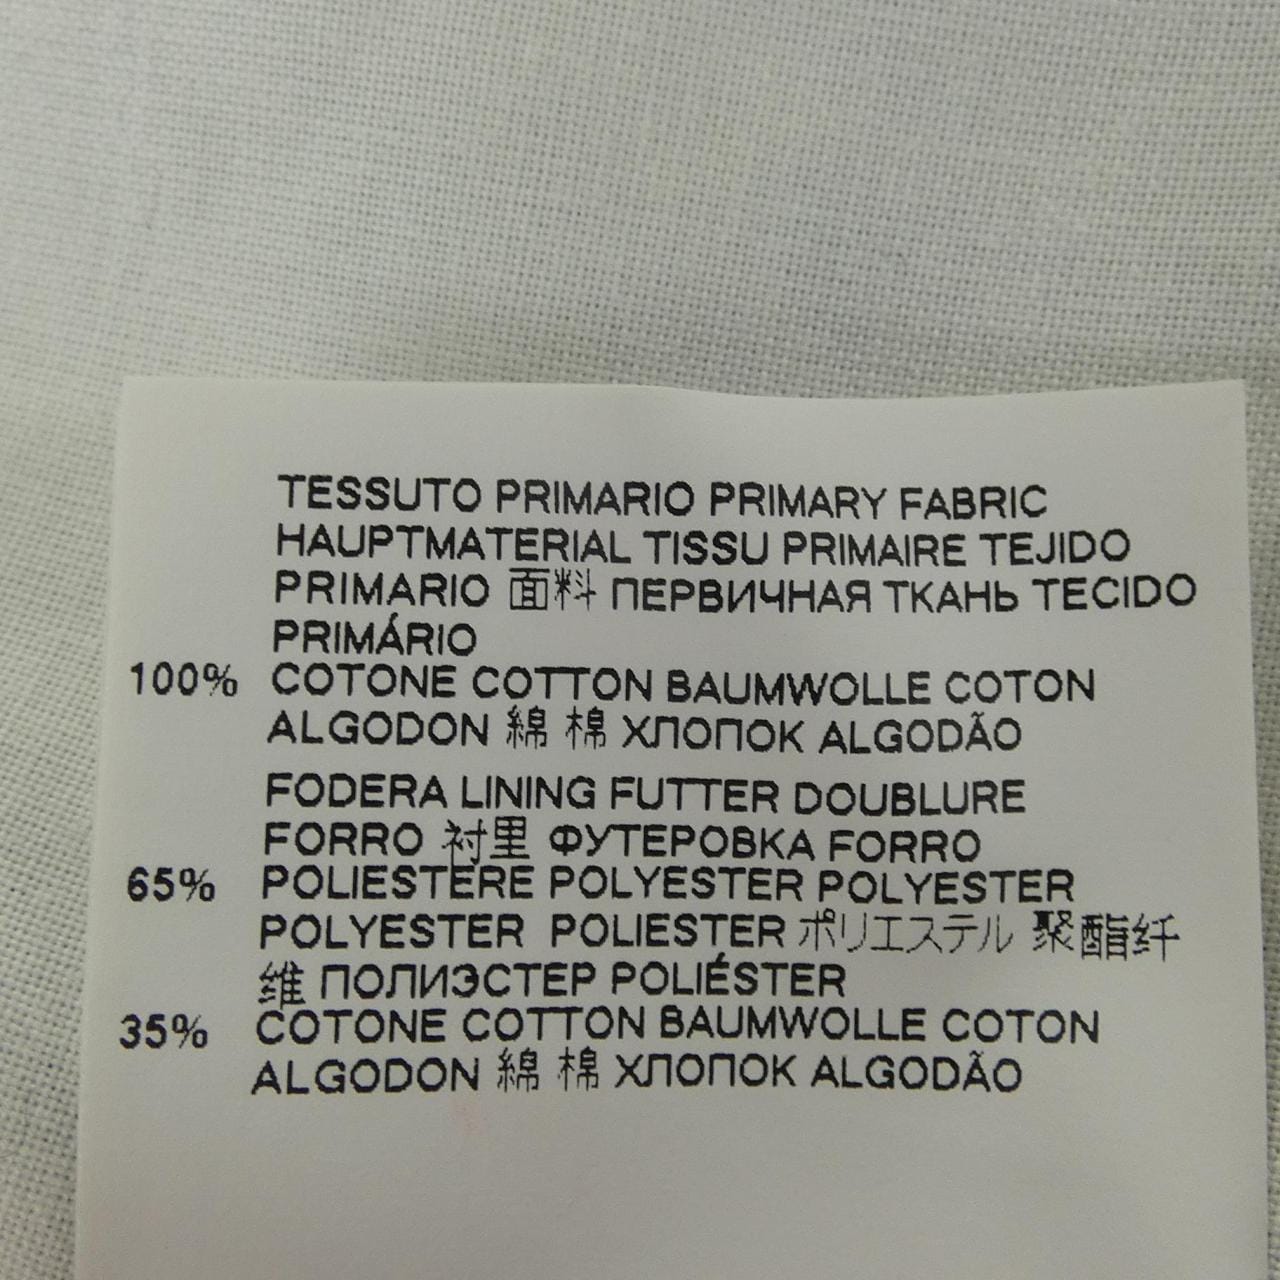 TESSUTO PRIMARIO PRIMARY FABRIC
HAUPTMATERIAL TISSU PRIMAIRE TEJIDO
PRIMARIO 面料 ПЕРВИЧНАЯ ТКАНЬ TECIDO
PRIMÁRIO
100% COTONE COTTON BAUMWOLLE COTON
ALGODON 綿 棉 ХЛОПОК ALGODÃO
FODERA LINING FUTTER DOUBLURE
FORRO 衬里 ФУТЕРОВКА FORRO
65% POLIESTERE POLYESTER POLYESTER
POLYESTER POLIESTER ポリエステル 聚酯纤
维 ПОЛИЭСТЕР POLIÉSTER
35% COTONE COTTON BAUMWOLLE COTON
ALGODON 綿 棉 ХЛОПОК ALGODÃO